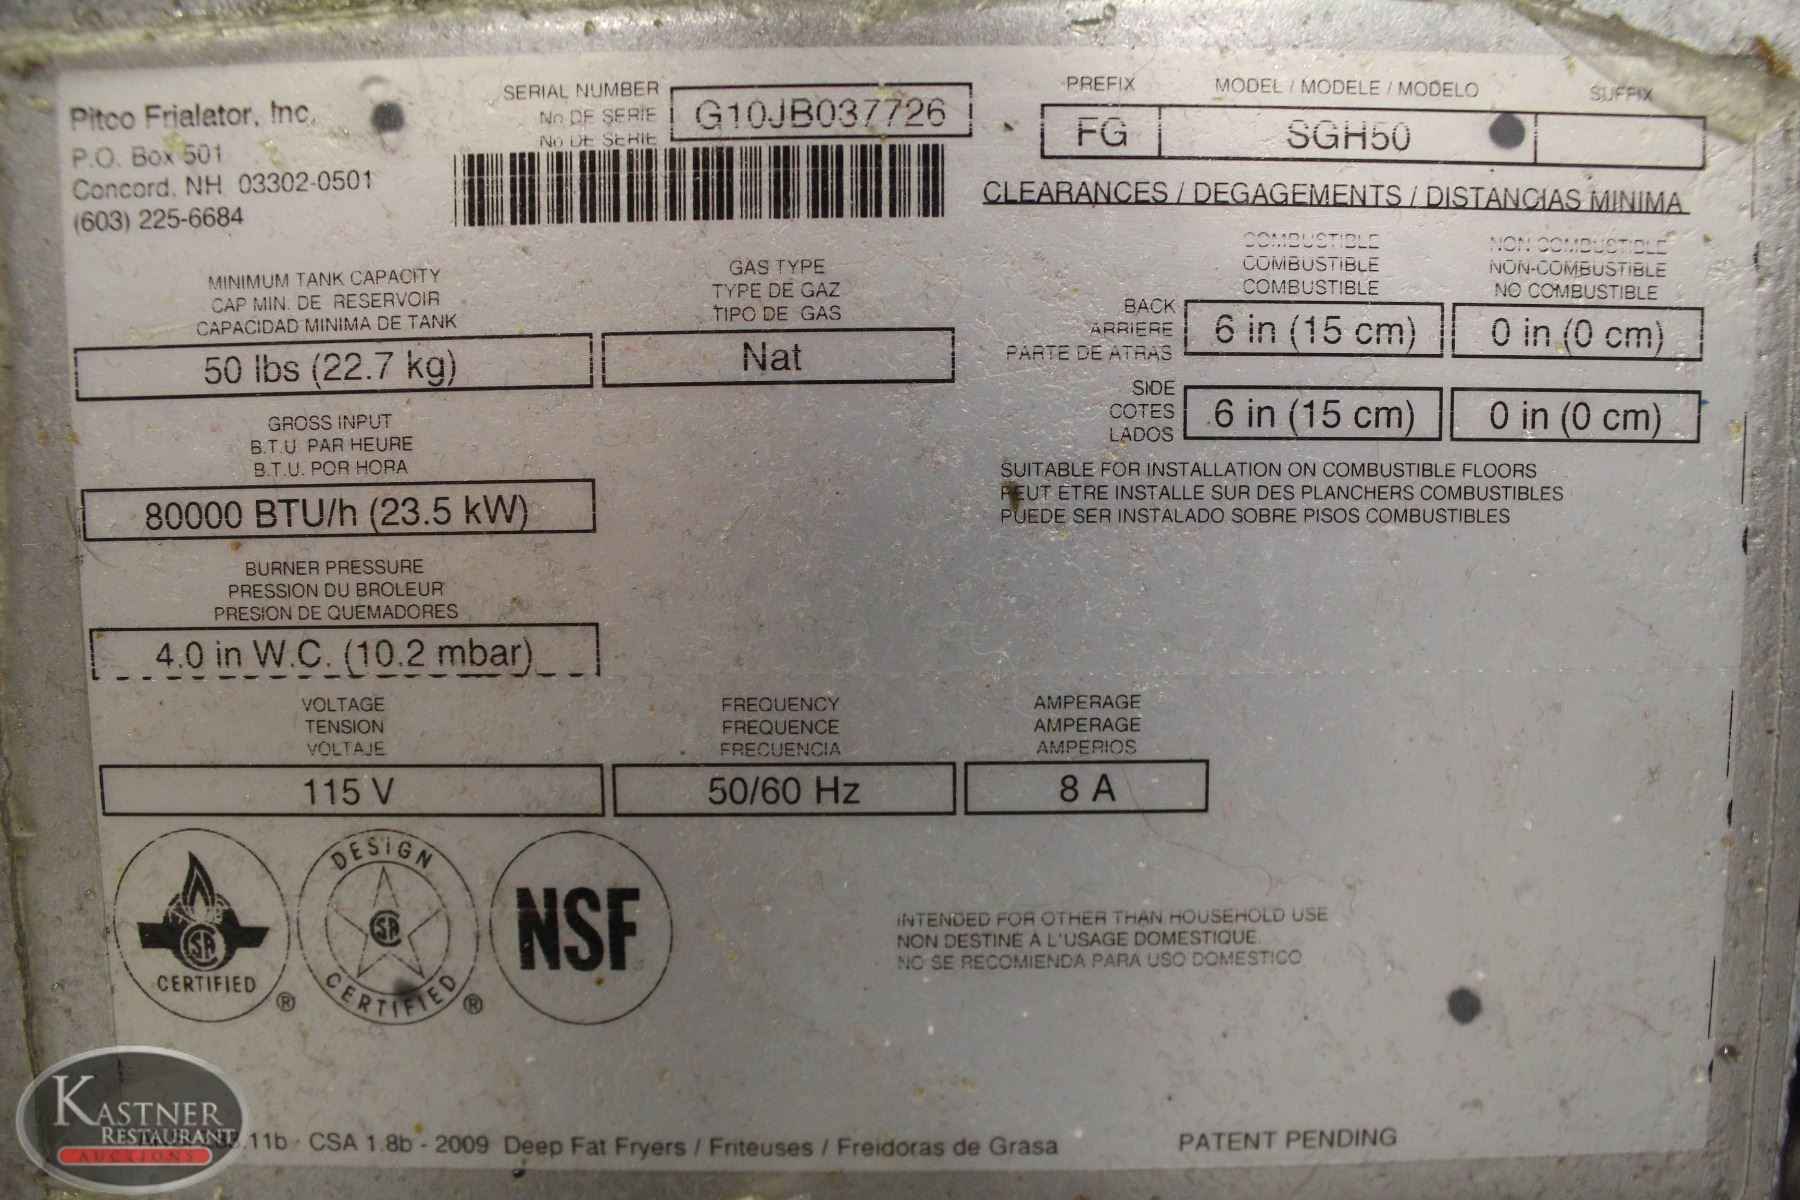 Pitco Frialator, Inc.
P.O. Box 501
Concord, NH 03302-0501
(603) 225-6684
SERIAL NUMBER
No DE SERIE
No DE SERIE
G10JB037726
PREFIX
MODEL / MODELE / MODELO
SUFFIX
FG
SGH50
CLEARANCES / DEGAGEMENTS / DISTANCIAS MINIMA
COMBUSTIBLE
COMBUSTIBLE
COMBUSTIBLE
NON-COMBUSTIBLE
NON-COMBUSTIBLE
NO COMBUSTIBLE
BACK
ARRIERE
PARTE DE ATRAS
6 in (15 cm)
0 in (0 cm)
SIDE
COTES
LADOS
6 in (15 cm)
0 in (0 cm)
SUITABLE FOR INSTALLATION ON COMBUSTIBLE FLOORS
PEUT ETRE INSTALLE SUR DES PLANCHERS COMBUSTIBLES
PUEDE SER INSTALADO SOBRE PISOS COMBUSTIBLES
MINIMUM TANK CAPACITY
CAP MIN. DE RESERVOIR
CAPACIDAD MINIMA DE TANK
50 lbs (22.7 kg)
GAS TYPE
TYPE DE GAZ
TIPO DE GAS
Nat
GROSS INPUT
B.T.U PAR HEURE
B.T.U. POR HORA
80000 BTU/h (23.5 kW)
BURNER PRESSURE
PRESSION DU BROLEUR
PRESION DE QUEMADORES
4.0 in W.C. (10.2 mbar)
VOLTAGE
TENSION
VOLTAJE
115 V
FREQUENCY
FREQUENCE
FRECUENCIA
50/60 Hz
AMPERAGE
AMPERAGE
AMPERIOS
8 A
SA
CERTIFIED
®
DESIGN
SA
CERTIFIED
®
NSF
INTENDED FOR OTHER THAN HOUSEHOLD USE
NON DESTINE À L'USAGE DOMESTIQUE.
NO SE RECOMIENDA PARA USO DOMESTICO
KASTNER
RESTAURANT
AUCTIONS
.11b · CSA 1.8b - 2009 Deep Fat Fryers / Friteuses / Freidoras de Grasa
PATENT PENDING